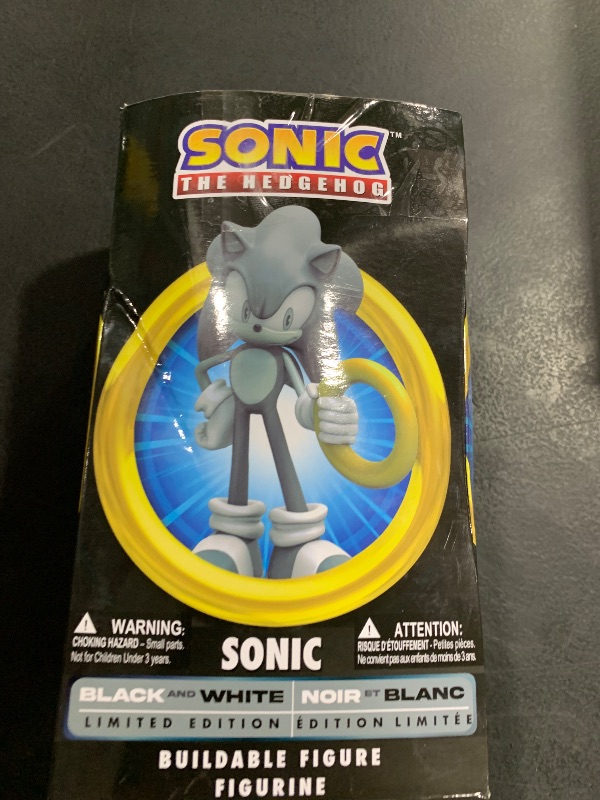 SONIC™
THE HEDGEHOG
WARNING:
CHOKING HAZARD – Small parts.
Not for Children Under 3 years.
SONIC
ATTENTION:
RISQUE D'ÉTOUFFEMENT - Petites pièces.
Ne convient pas aux enfants de moins de 3 ans.
BLACK AND WHITE
LIMITED EDITION
NOIR ET BLANC
ÉDITION LIMITÉE
BUILDABLE FIGURE
FIGURINE